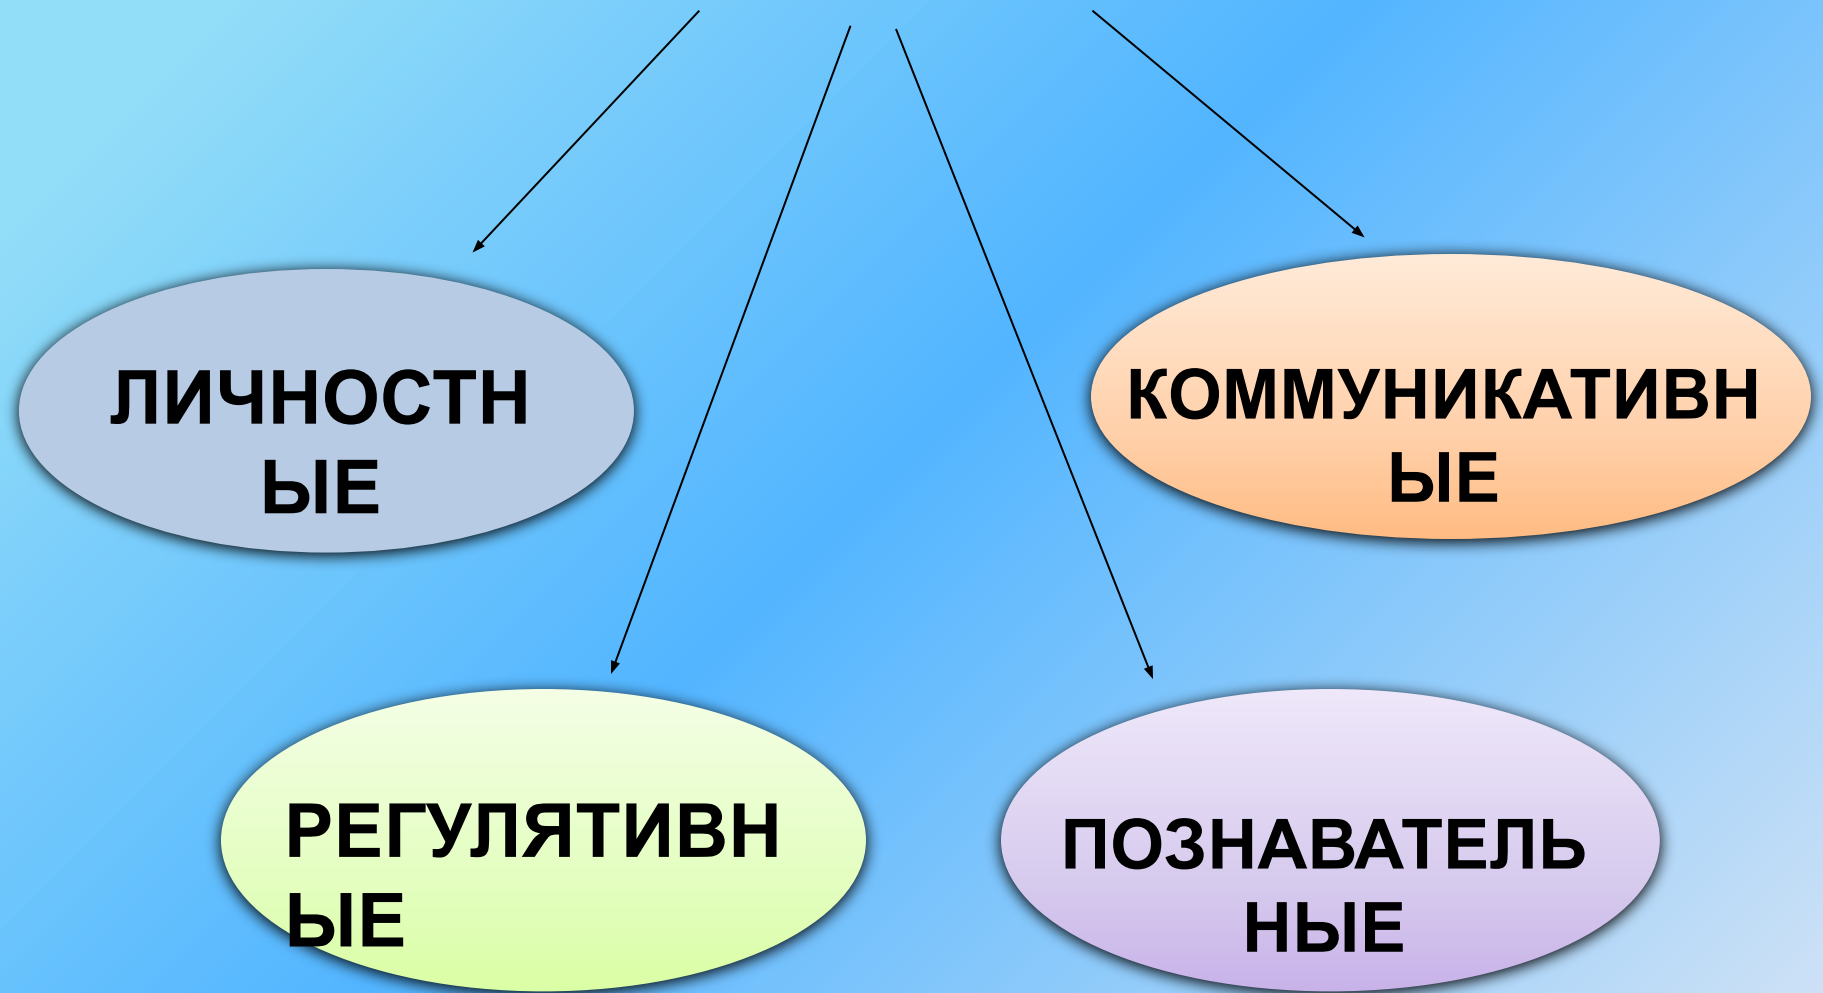 ЛИЧНОСТН
ЫЕ
КОММУНИКАТИВН
ЫЕ
РЕГУЛЯТИВН
ЫЕ
ПОЗНАВАТЕЛЬ
НЫЕ